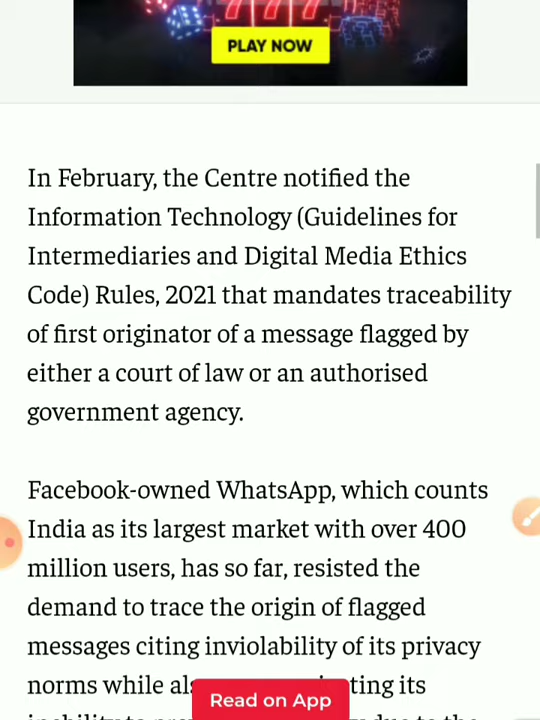 777
PLAY NOW
In February, the Centre notified the
Information Technology (Guidelines for
Intermediaries and Digital Media Ethics
Code) Rules, 2021 that mandates traceability
of first originator of a message flagged by
either a court of law or an authorised
government agency.
Facebook-owned WhatsApp, which counts
India as its largest market with over 400
million users, has so far, resisted the
demand to trace the origin of flagged
messages citing inviolability of its privacy
norms while its
Read on App